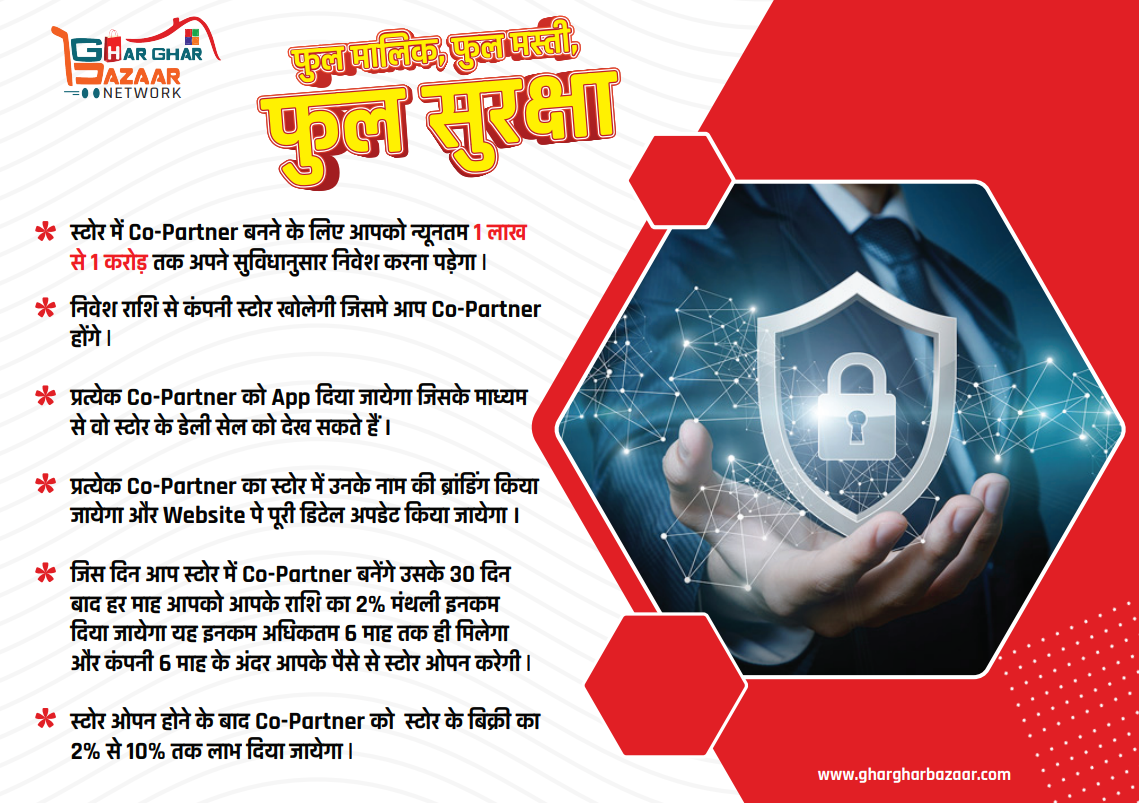 GHAR GHAR
BAZAAR
NETWORK
फुल मालिक, फुल मस्ती,
फुल सुरक्षा
* स्टोर में Co-Partner बनने के लिए आपको न्यूनतम 1 लाख
से 1 करोड़ तक अपने सुविधानुसार निवेश करना पड़ेगा |
* निवेश राशि से कंपनी स्टोर खोलेगी जिसमे आप Co-Partner
होंगे |
* प्रत्येक Co-Partner को App दिया जायेगा जिसके माध्यम
से वो स्टोर के डेली सेल को देख सकते हैं |
* प्रत्येक Co-Partner का स्टोर में उनके नाम की ब्रांडिंग किया
जायेगा और Website पे पूरी डिटेल अपडेट किया जायेगा |
* जिस दिन आप स्टोर में Co-Partner बनेंगे उसके 30 दिन
बाद हर माह आपको आपके राशि का 2% मंथली इनकम
दिया जायेगा यह इनकम अधिकतम 6 माह तक ही मिलेगा
और कंपनी 6 माह के अंदर आपके पैसे से स्टोर ओपन करेगी |
* स्टोर ओपन होने के बाद Co-Partner को स्टोर के बिक्री का
2% से 10% तक लाभ दिया जायेगा |
www.ghargharbazaar.com